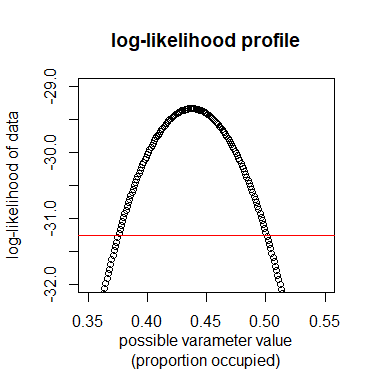 log-likelihood profile
log-likelihood of data
-29.0
-30.0
-31.0
-32.0
0.35 0.40 0.45 0.50 0.55
possible varameter value
(proportion occupied)